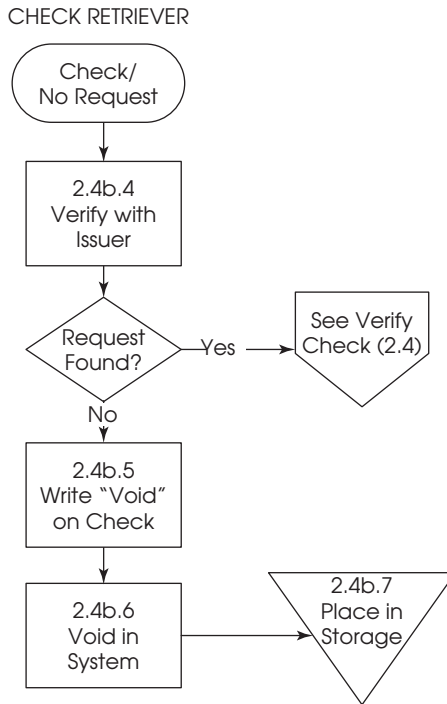 CHECK RETRIEVER
Check/
No Request
2.4b.4
Verify with
Issuer
Request
Found?
Yes
See Verify
Check (2.4)
No
2.4b.5
Write “Void”
on Check
2.4b.6
Void in
System
2.4b.7
Place in
Storage